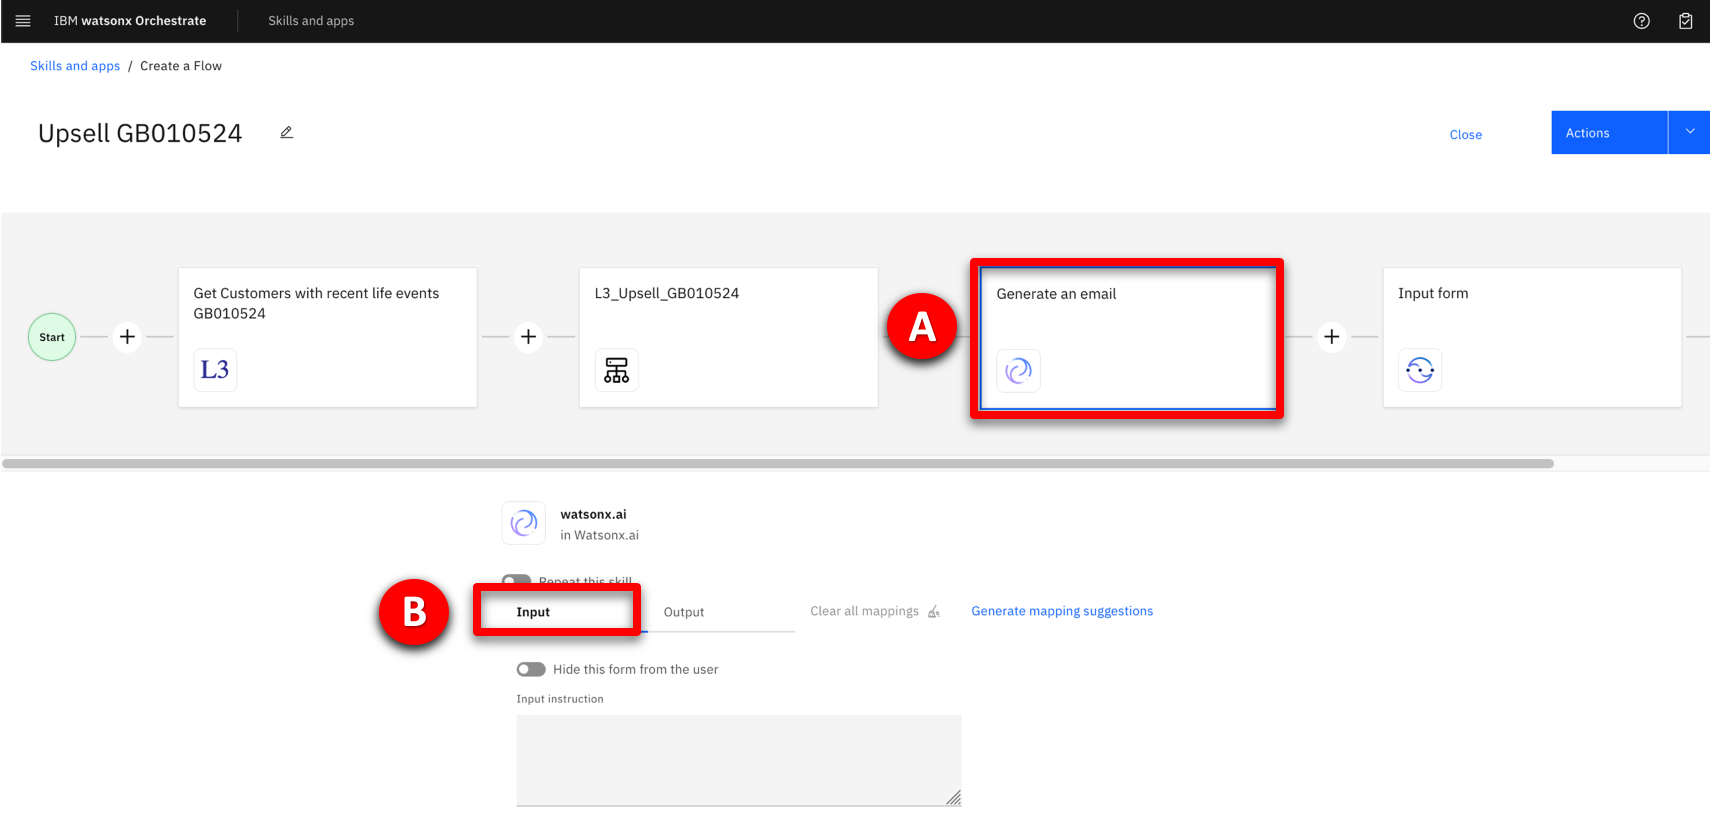 IBM watsonx Orchestrate
Skills and apps
Skills and apps / Create a Flow
Upsell GB010524
Close
Actions
Start
Get Customers with recent life events
GB010524
L3
L3_Upsell_GB010524
A
Generate an email
Input form
watsonx.ai
in Watsonx.ai
Repeat this skill
B
Input
Output
Clear all mappings
Generate mapping suggestions
Hide this form from the user
Input instruction